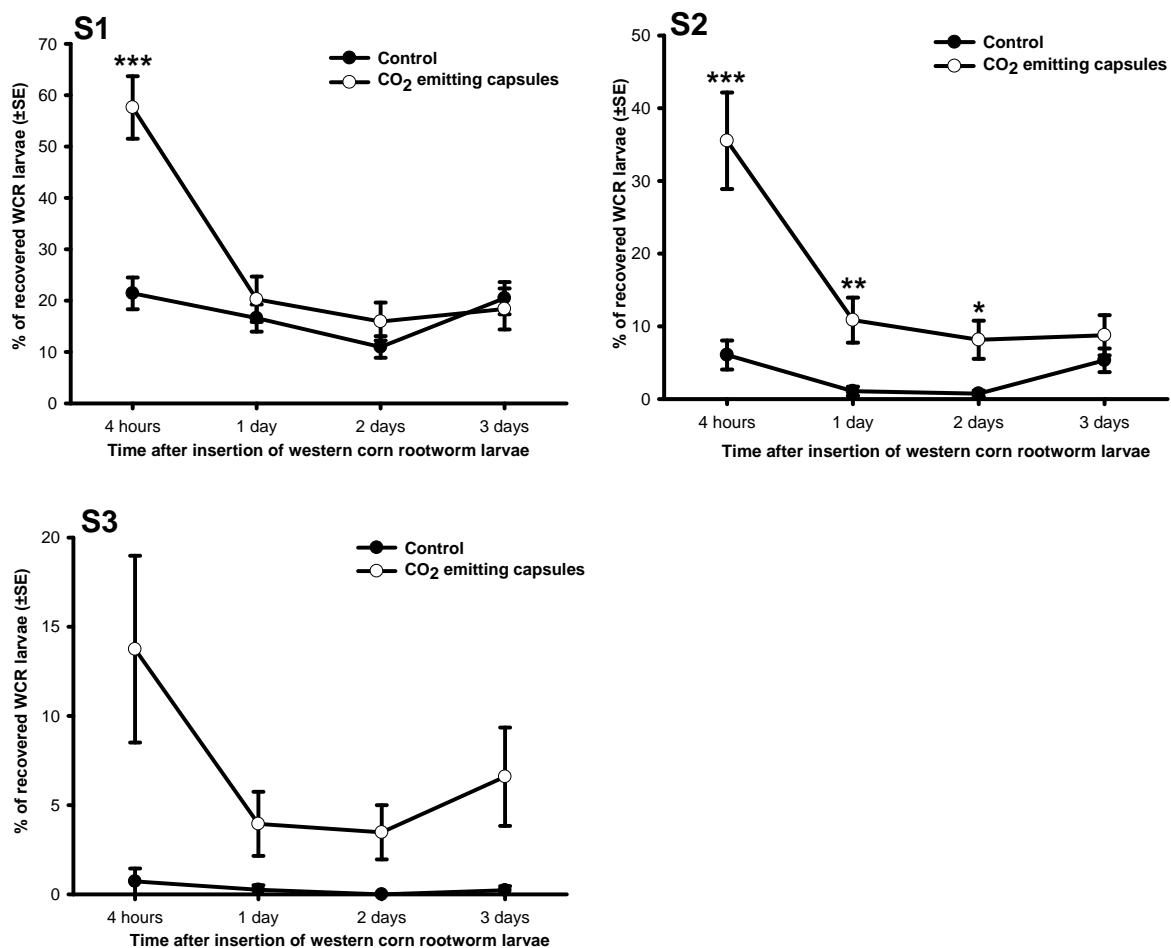 S1
% of recovered WCR larvae (±SE)
70
60
50
40
30
20
10
0
***
Control
CO2 emitting capsules
4 hours 1 day 2 days 3 days
Time after insertion of western corn rootworm larvae
S2
% of recovered WCR larvae (±SE)
50
40
30
20
10
0
***
**
*
Control
CO2 emitting capsules
4 hours 1 day 2 days 3 days
Time after insertion of western corn rootworm larvae
S3
% of recovered WCR larvae (±SE)
20
15
10
5
0
Control
CO2 emitting capsules
4 hours 1 day 2 days 3 days
Time after insertion of western corn rootworm larvae